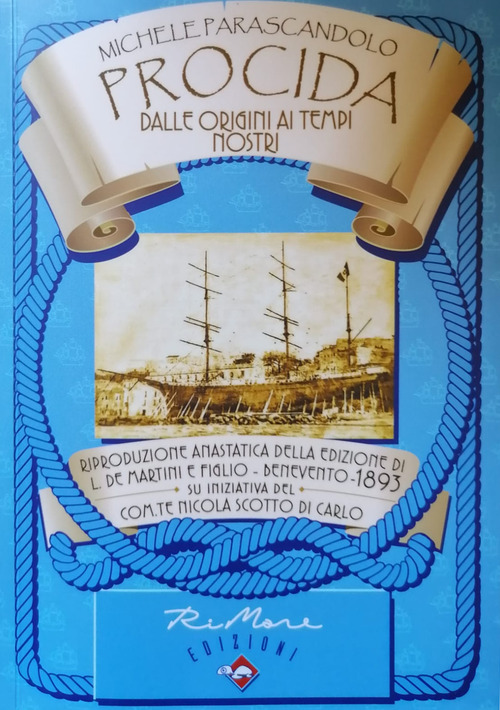 MICHELE PARASCANDOLO
PROCIDA
DALLE ORIGINI AI TEMPI
NOSTRI
RIPRODUZIONE ANASTATICA DELLA EDIZIONE DI
L. DE MARTINI E FIGLIO - BENEVENTO - 1893
SU INIZIATIVA DEL
COM.TE NICOLA SCOTTO DI CARLO
RiMore
EDIZIONI